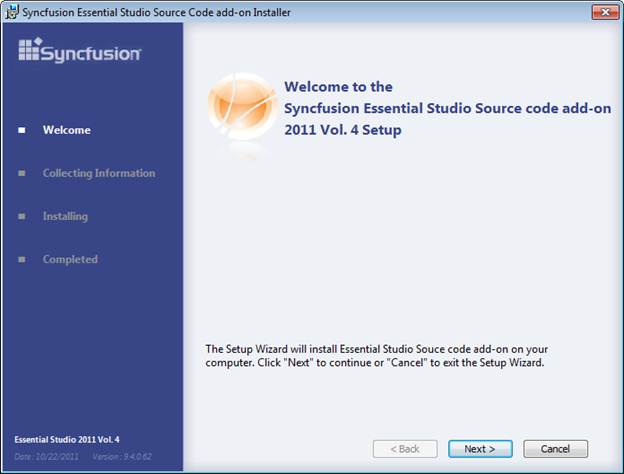 Syncfusion Essential Studio Source Code add-on Installer
Syncfusion
Welcome
Collecting Information
Installing
Completed
Essential Studio 2011 Vol. 4
Date: 10/22/2011 Version : 9.4.0.62
Welcome to the
Syncfusion Essential Studio Source code add-on
2011 Vol. 4 Setup
The Setup Wizard will install Essential Studio Souce code add-on on your
computer. Click "Next" to continue or "Cancel" to exit the Setup Wizard.
< Back
Next >
Cancel